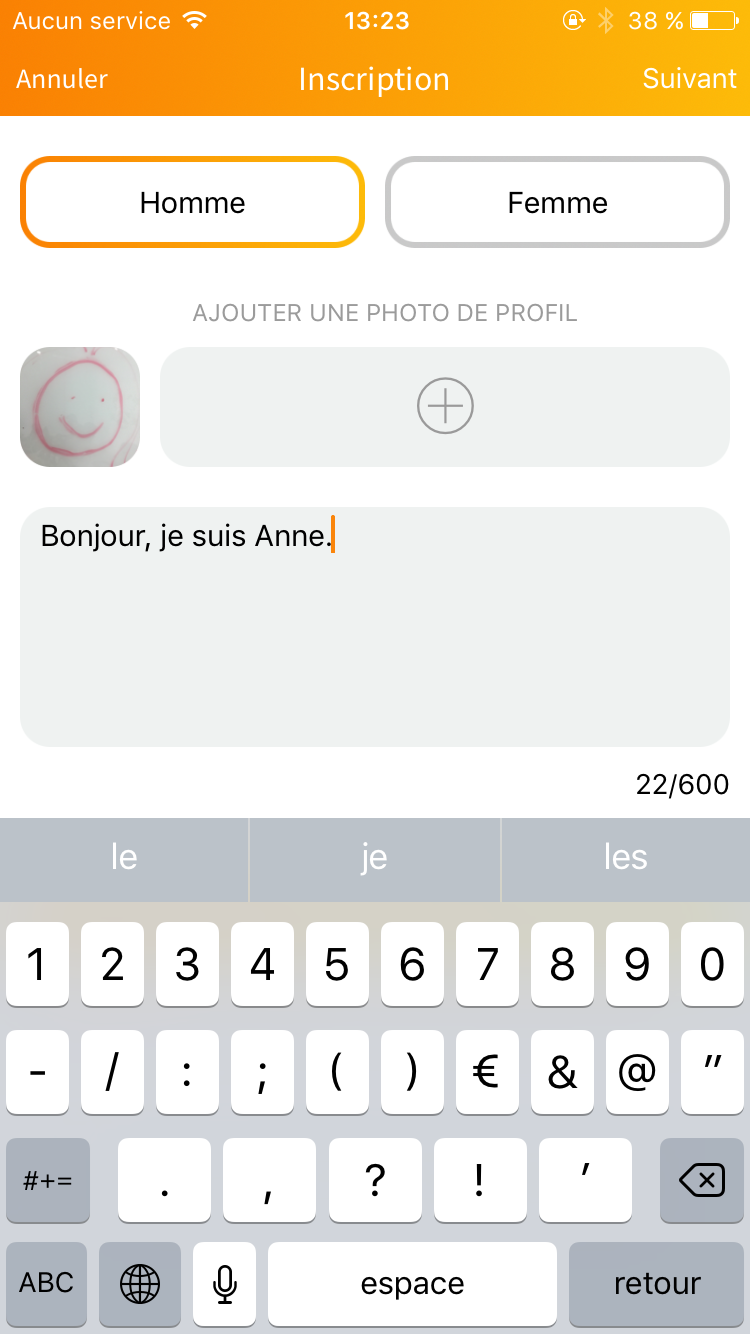 Aucun service 13:23 38 %
Annuler Inscription Suivant
Homme Femme
AJOUTER UNE PHOTO DE PROFIL
Bonjour, je suis Anne.
22/600
le je les
1 2 3 4 5 6 7 8 9 0
- / : ; ( ) € & @ "
#+= . , ? ! ’
ABC espace retour